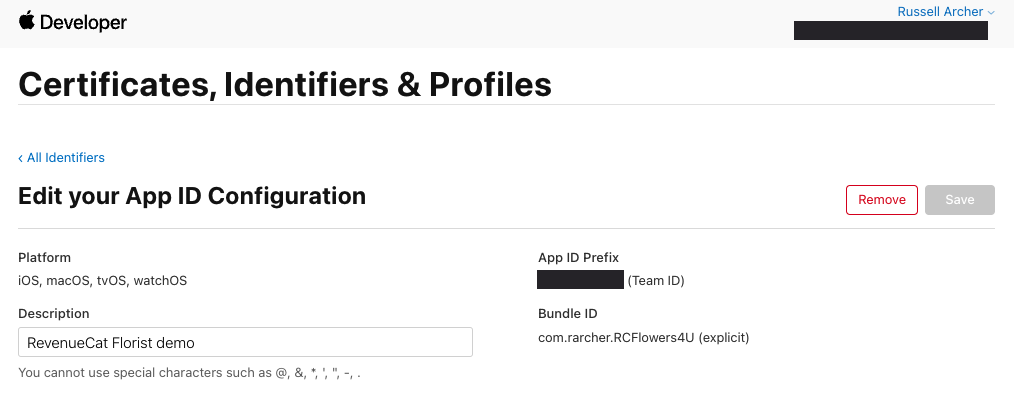 Developer
Russell Archer
Certificates, Identifiers & Profiles
‹ All Identifiers
Edit your App ID Configuration
Remove
Save
Platform
App ID Prefix
iOS, macOS, tvOS, watchOS
(Team ID)
Description
Bundle ID
RevenueCat Florist demo
com.rarcher.RCFlowers4U (explicit)
You cannot use special characters such as @, &, *, ', ", -, .